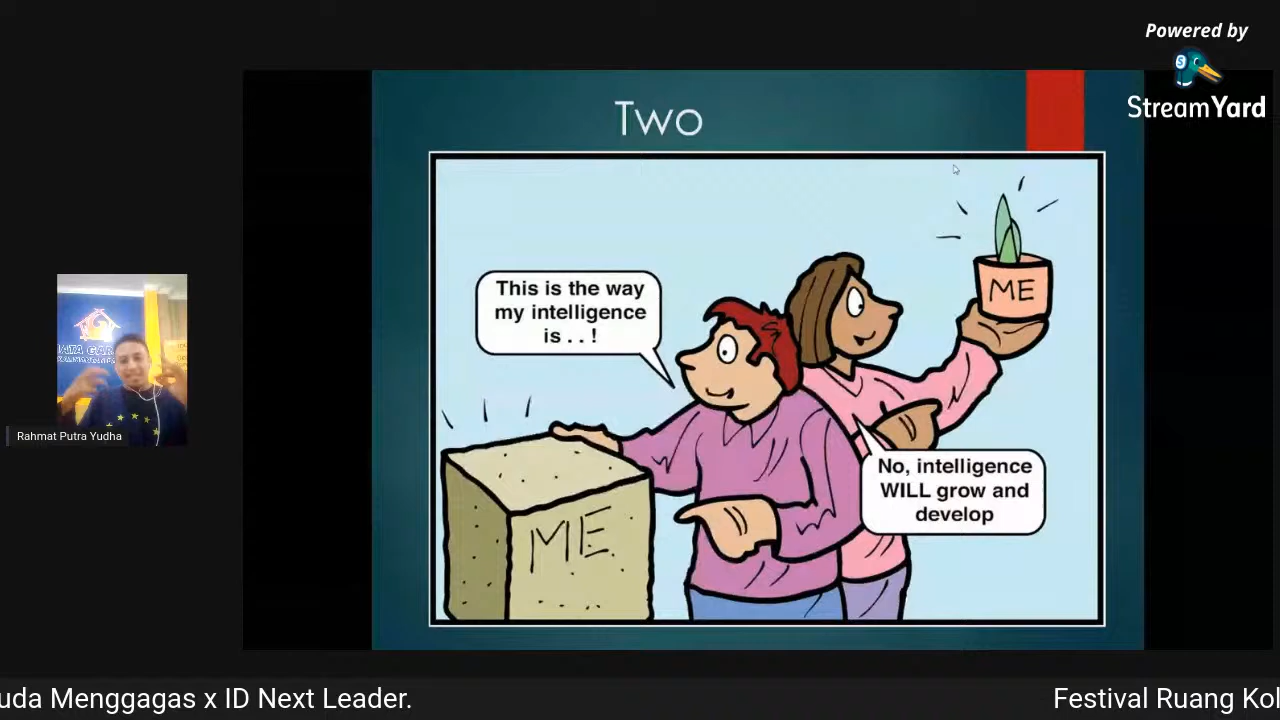 Powered by
StreamYard
Two
This is the way
my intelligence
is . . !
ME
No, intelligence
WILL grow and
develop
ME
Rahmat Putra Yudha
uda Menggagas x ID Next Leader.
Festival Ruang Kol